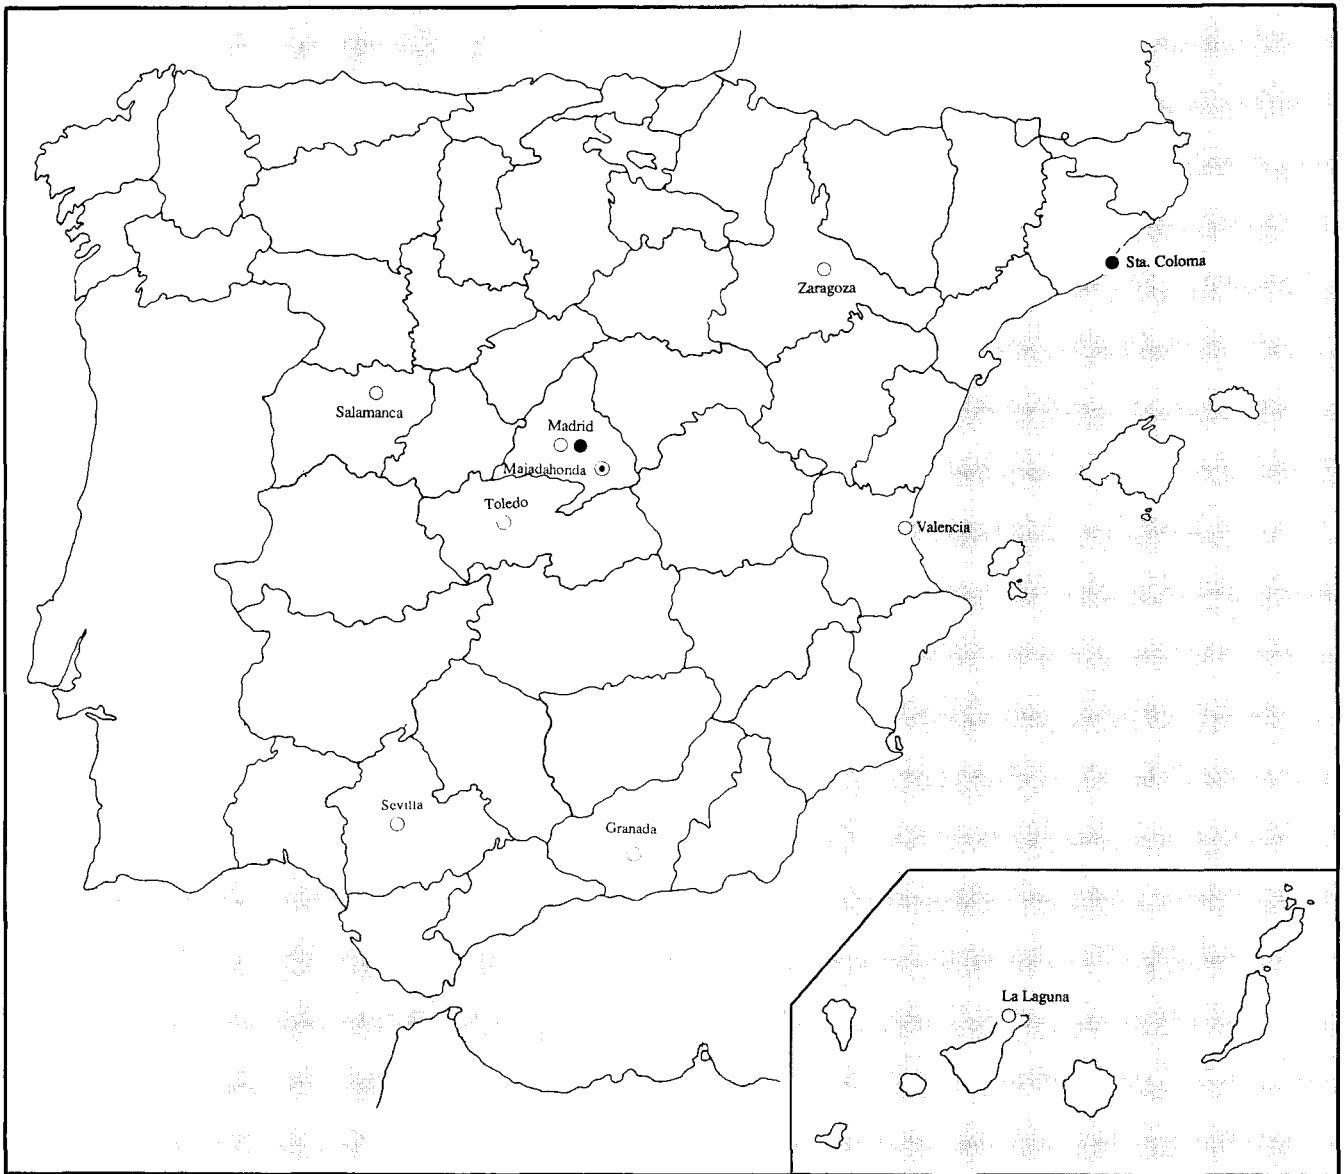 Sta. Coloma
Zaragoza
Salamanca
Madrid
Majadahonda
Toledo
Valencia
Sevilla
Granada
La Laguna